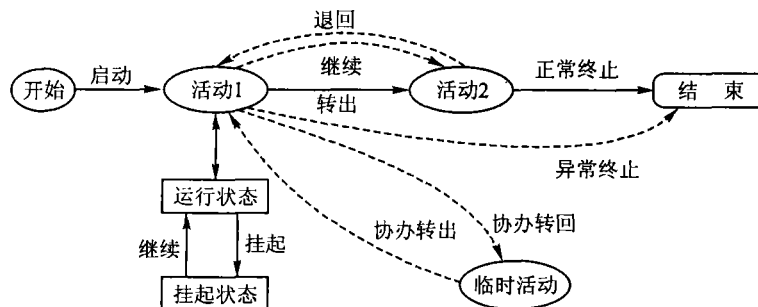 退回
开始
启动
活动1
继续
转出
活动2
正常终止
结 束
异常终止
运行状态
继续
挂起
挂起状态
协办转出
协办转回
临时活动